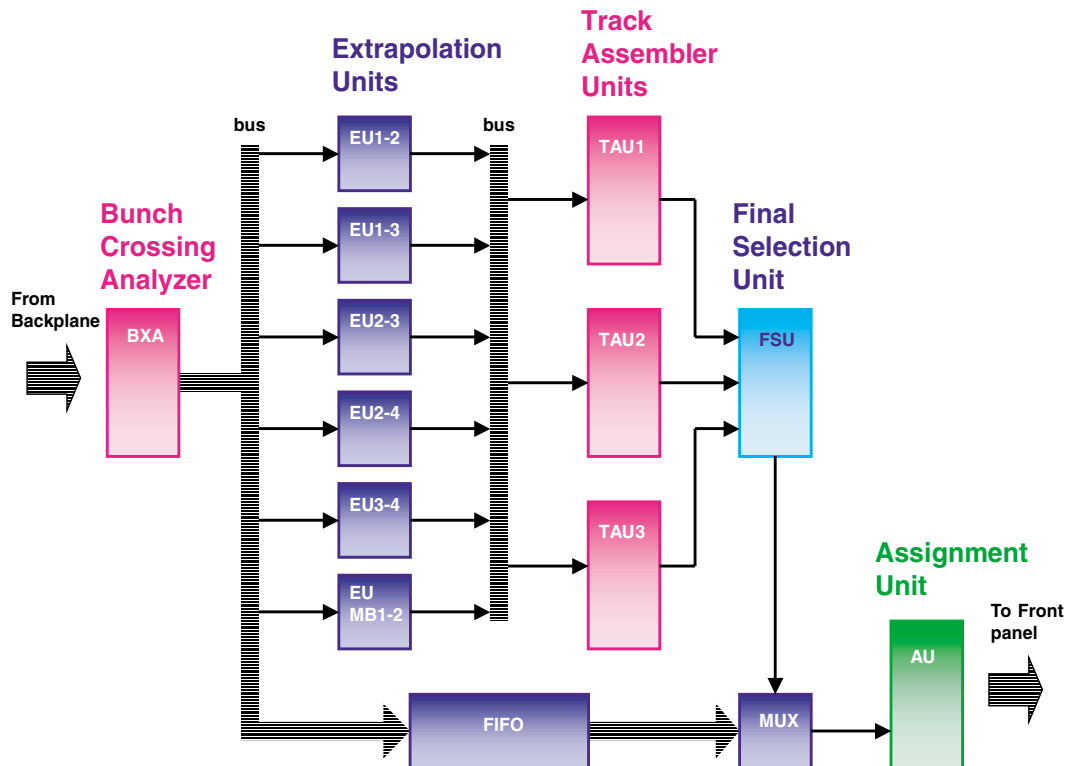 Extrapolation
Units
Track
Assembler
Units
bus
bus
EU1-2
TAU1
Bunch
Crossing
Analyzer
EU1-3
Final
Selection
Unit
From
Backplane
BXA
EU2-3
TAU2
FSU
EU2-4
EU3-4
TAU3
Assignment
Unit
EU
MB1-2
To Front
panel
AU
FIFO
MUX